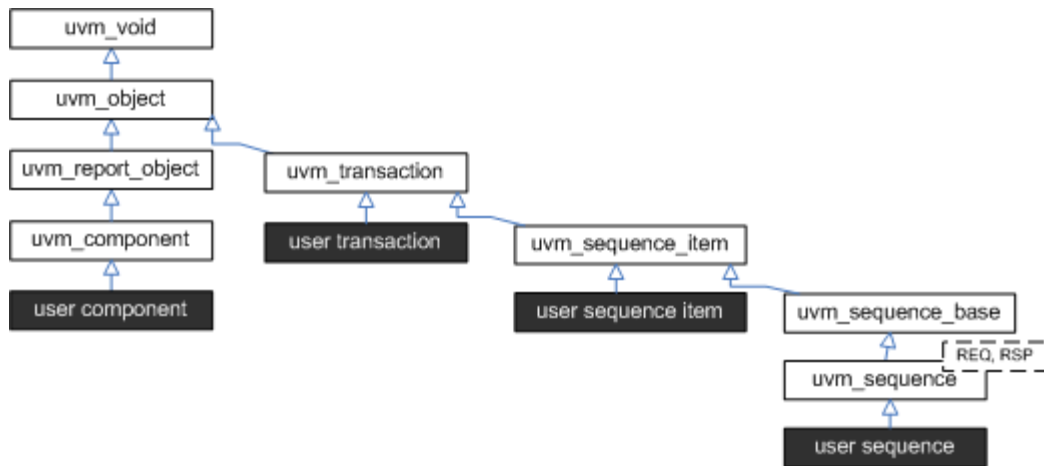 uvm_void
uvm_object
uvm_report_object
uvm_transaction
uvm_component
user transaction
uvm_sequence_item
user component
user sequence item
uvm_sequence_base
REQ, RSP
uvm_sequence
user sequence